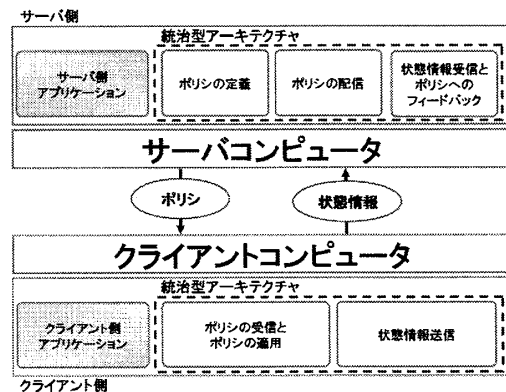 サーバ側
統治型アーキテクチャ
サーバ側
アプリケーション
ポリシの定義
ポリシの配信
状態情報受信と
ポリシへの
フィードバック
サーバコンピュータ
ポリシ
状態情報
クライアントコンピュータ
統治型アーキテクチャ
クライアント側
アプリケーション
ポリシの受信と
ポリシの適用
状態情報送信
クライアント側